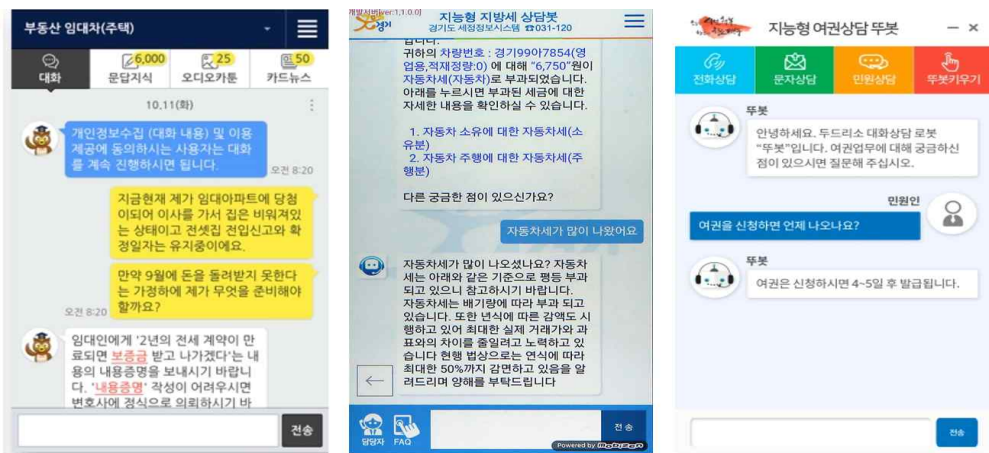 부동산 임대차(주택)
대화
6,000
문답지식
25
오디오카툰
50
카드뉴스
10.11(화)
개인정보수집 (대화 내용) 및 이용
제공에 동의하시는 사용자는 대화
를 계속 진행하시면 됩니다.
오전 8:20
지금현재 제가 임대아파트에 당첨
이되어 이사를 가서 집은 비워져있
는 상태이고 전셋집 전입신고와 확
정일자는 유지중이에요.
만약 9월에 돈을 돌려받지 못한다
는 가정하에 제가 무엇을 준비해야
할까요?
오전 8:20
임대인에게 '2년의 전세 계약이 만
료되면 보증금 받고 나가겠다'는 내
용의 내용증명을 보내시기 바랍니
다. '내용증명' 작성이 어려우시면
변호사에 정식으로 의뢰하시기 바
전송
개발서버[ver:1,1.0.0]
경기
지능형 지방세 상담봇
경기도 세정정보시스템 ☎031-120
입니다.
귀하의 차량번호 : 경기99아7854(영
업용,적재정량:0) 에 대해 "6,750"원이
자동차세(자동차)로 부과되었습니다.
아래를 누르시면 부과된 세금에 대한
자세한 내용을 확인하실 수 있습니다.
1. 자동차 소유에 대한 자동차세(소
유분)
2. 자동차 주행에 대한 자동차세(주
행분)
다른 궁금한 점이 있으신가요?
자동차세가 많이 나왔어요
자동차세가 많이 나오셨나요? 자동차
세는 아래와 같은 기준으로 평등 부과
되고 있으니 참고하시기 바랍니다.
자동차세는 배기량에 따라 부과 되고
있습니다. 또한 년식에 따른 감액도 시
행하고 있어 최대한 실제 거래가와 과
표와의 차이를 줄일려고 노력하고 있
습니다 현행 법상으로는 연식에 따라
최대한 50%까지 감면하고 있음을 알
려드리며 양해를 부탁드립니다
담당자
FAQ
전송
Powered by
지능형 여권상담 뚜봇
전화상담
문자상담
민원상담
뚜봇키우기
뚜봇
안녕하세요. 두드리소 대화상담 로봇
"뚜봇"입니다. 여권업무에 대해 궁금하신
점이 있으시면 질문해 주십시오.
민원인
여권을 신청하면 언제 나오나요?
뚜봇
여권은 신청하시면 4~5일 후 발급됩니다.
전송